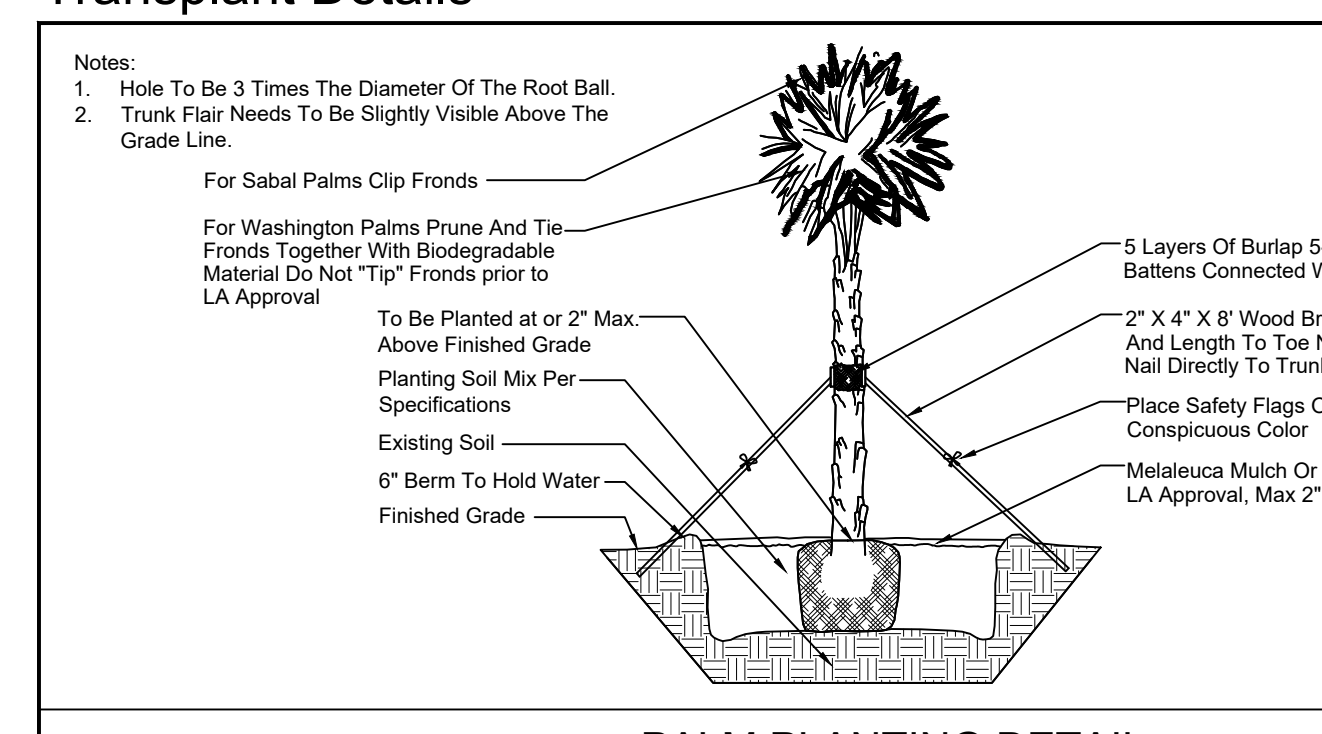 Transplant Details
Notes:
1. Hole To Be 3 Times The Diameter Of The Root Ball.
2. Trunk Flair Needs To Be Slightly Visible Above The
Grade Line.
For Sabal Palms Clip Fronds
For Washington Palms Prune And Tie
Fronds Together With Biodegradable
Material Do Not "Tip" Fronds prior to
LA Approval
To Be Planted at or 2" Max.
Above Finished Grade
Planting Soil Mix Per
Specifications
Existing Soil
6" Berm To Hold Water
Finished Grade
5 Layers Of Burlap
Battens Connected
2" X 4" X 8' Wood
And Length To Toe
Nail Directly To
Place Safety Flags
Conspicuous Color
Melaleuca Mulch Or
LA Approval, Max 2"
PALM PLANTING DETAIL